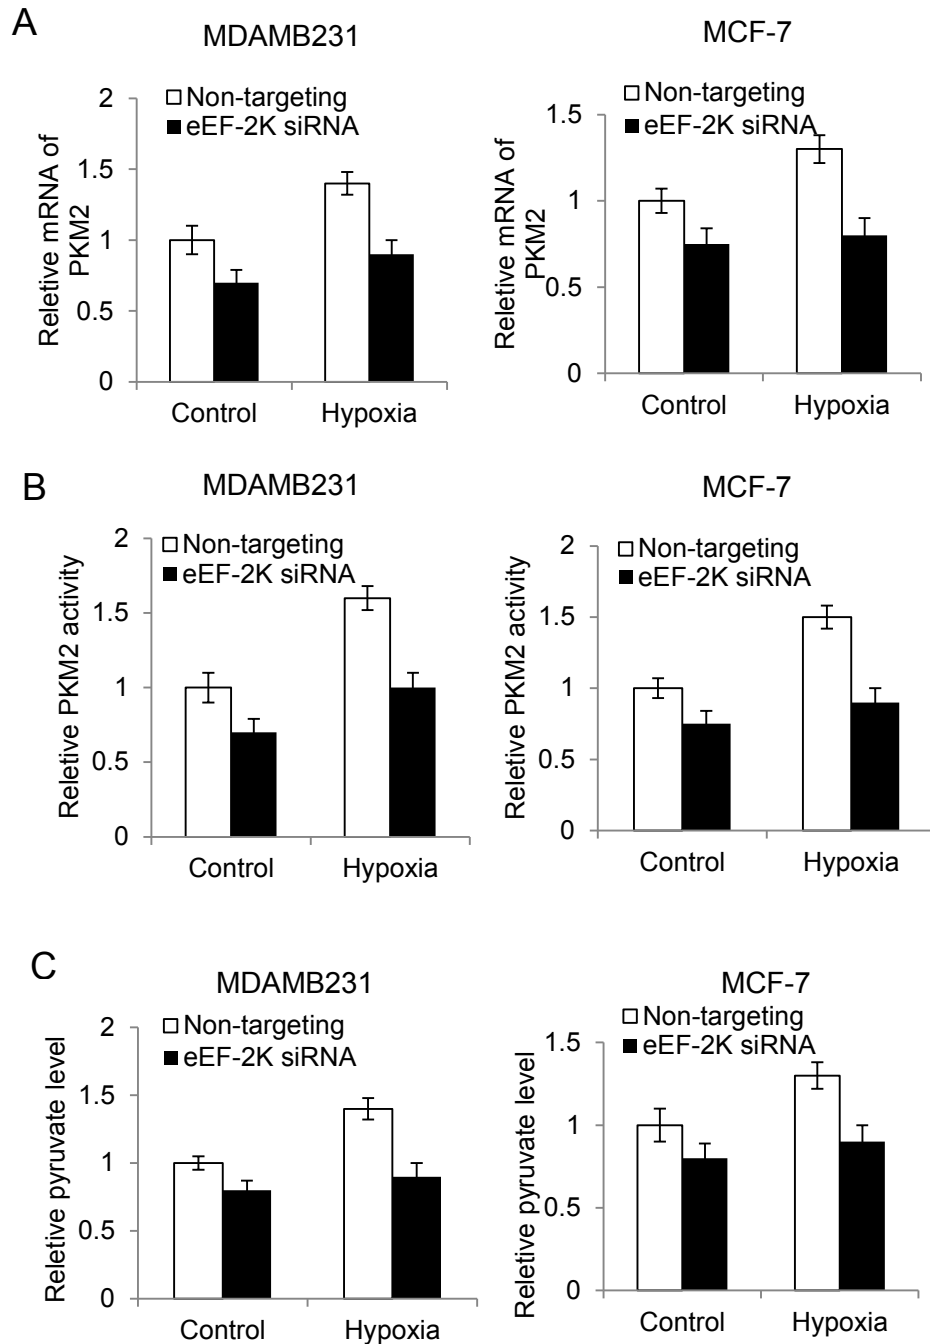 A
MDAMB231
Non-targeting
eEF-2K siRNA
Reletive mRNA of
PKM2
2
1.5
1
0.5
0
Control
Hypoxia
MCF-7
Non-targeting
eEF-2K siRNA
Reletive mRNA of
PKM2
1.5
1
0.5
0
Control
Hypoxia
B
MDAMB231
Non-targeting
eEF-2K siRNA
Reletive PKM2 activity
2
1.5
1
0.5
0
Control
Hypoxia
MCF-7
Non-targeting
eEF-2K siRNA
Reletive PKM2 activity
2
1.5
1
0.5
0
Control
Hypoxia
C
MDAMB231
Non-targeting
eEF-2K siRNA
Reletive pyruvate level
2
1.5
1
0.5
0
Control
Hypoxia
MCF-7
Non-targeting
eEF-2K siRNA
Reletive pyruvate level
1.5
1
0.5
0
Control
Hypoxia